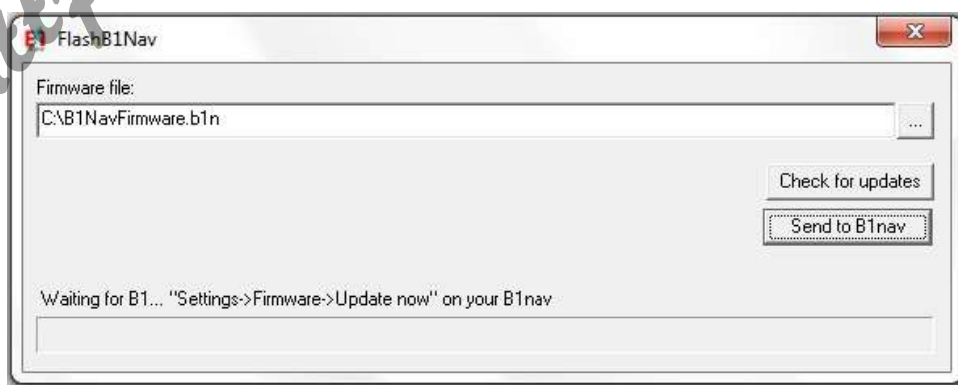 B1 FlashB1Nav
Firmware file:
C:\B1NavFirmware.b1n
...
Check for updates
Send to B1nav
Waiting for B1... "Settings->Firmware->Update now" on your B1nav